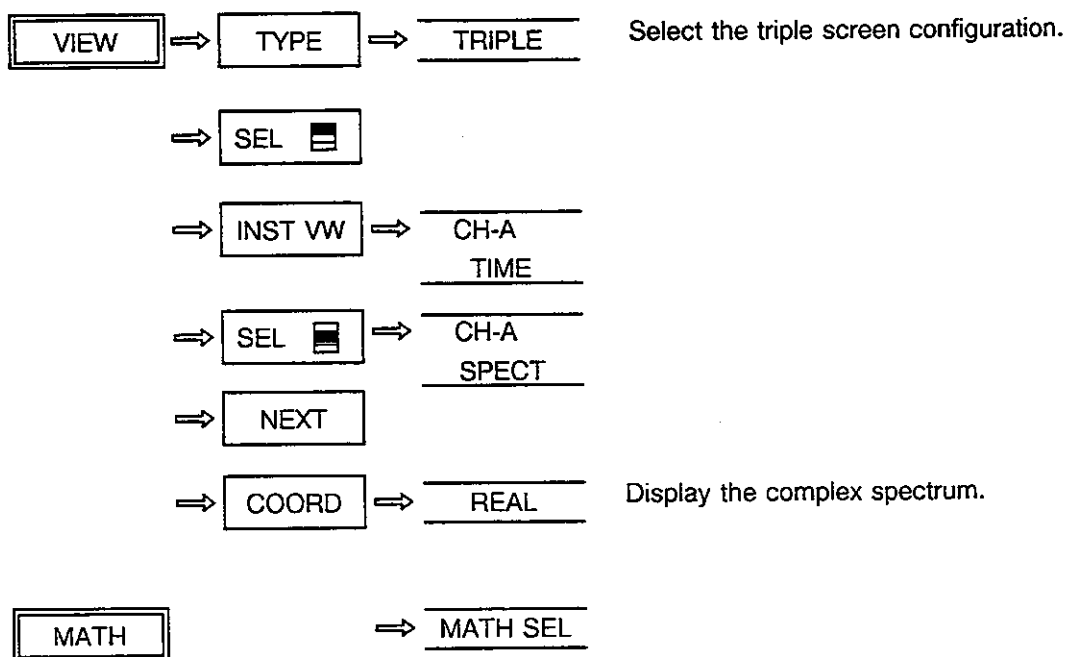 VIEW TYPE TRIPLE Select the triple screen configuration.
SEL
INST VW CH-A
TIME
SEL CH-A
SPECT
NEXT
COORD REAL Display the complex spectrum.
MATH MATH SEL